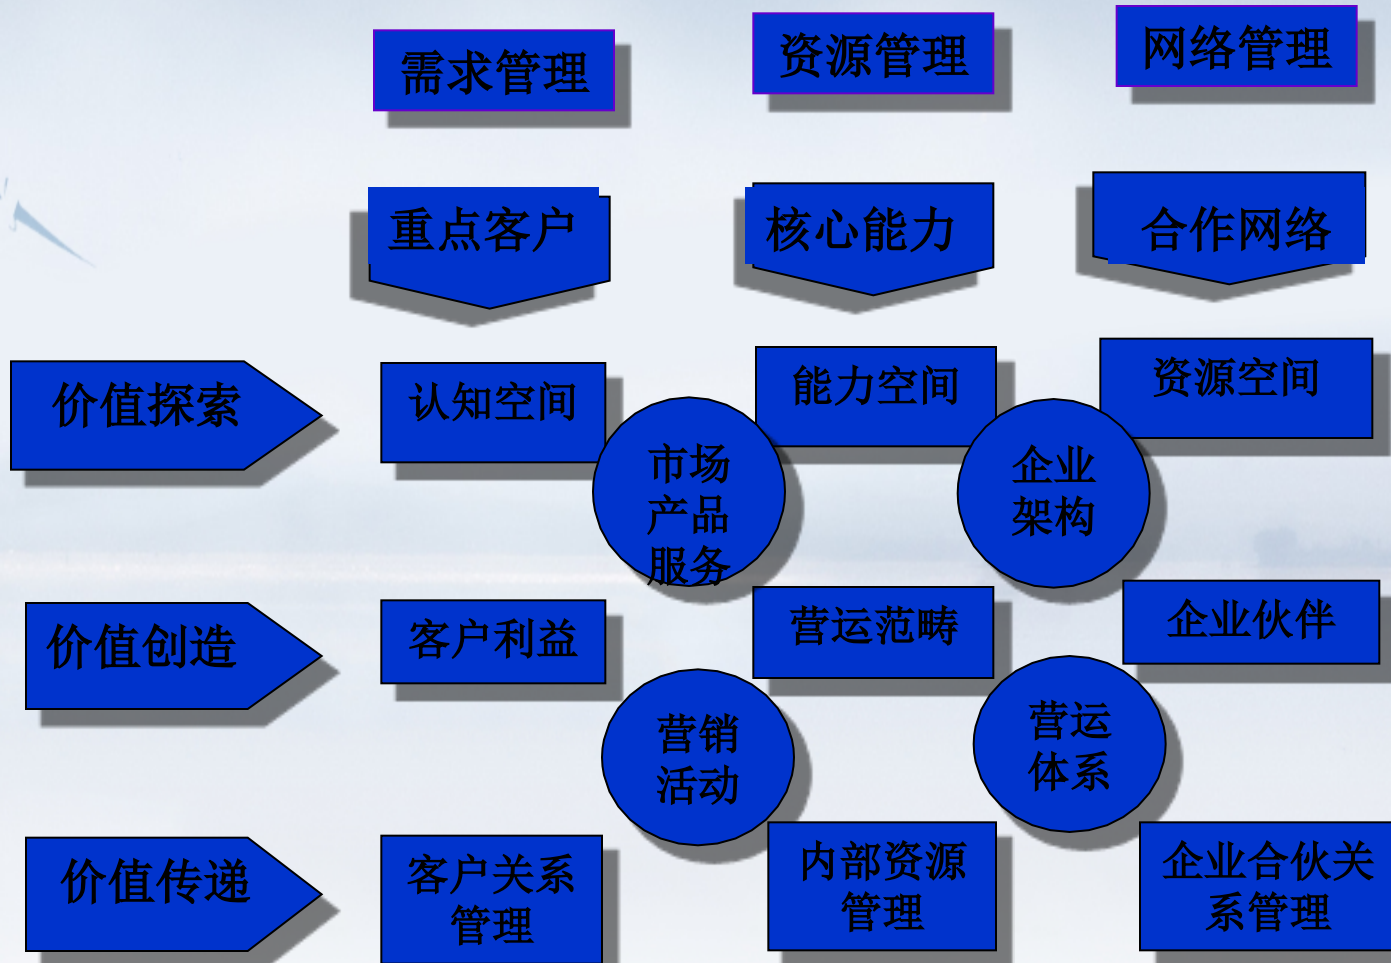 需求管理
资源管理
网络管理
重点客户
核心能力
合作网络
价值探索
认知空间
能力空间
资源空间
市场
产品
服务
企业
架构
价值创造
客户利益
营运范畴
企业伙伴
营销
活动
营运
体系
价值传递
客户关系
管理
内部资源
管理
企业合伙关
系管理